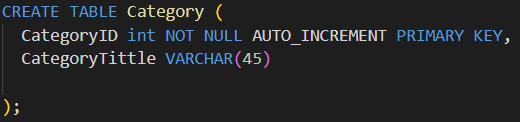 CREATE TABLE Category (
CategoryID int NOT NULL AUTO_INCREMENT PRIMARY KEY,
CategoryTittle VARCHAR(45)
);